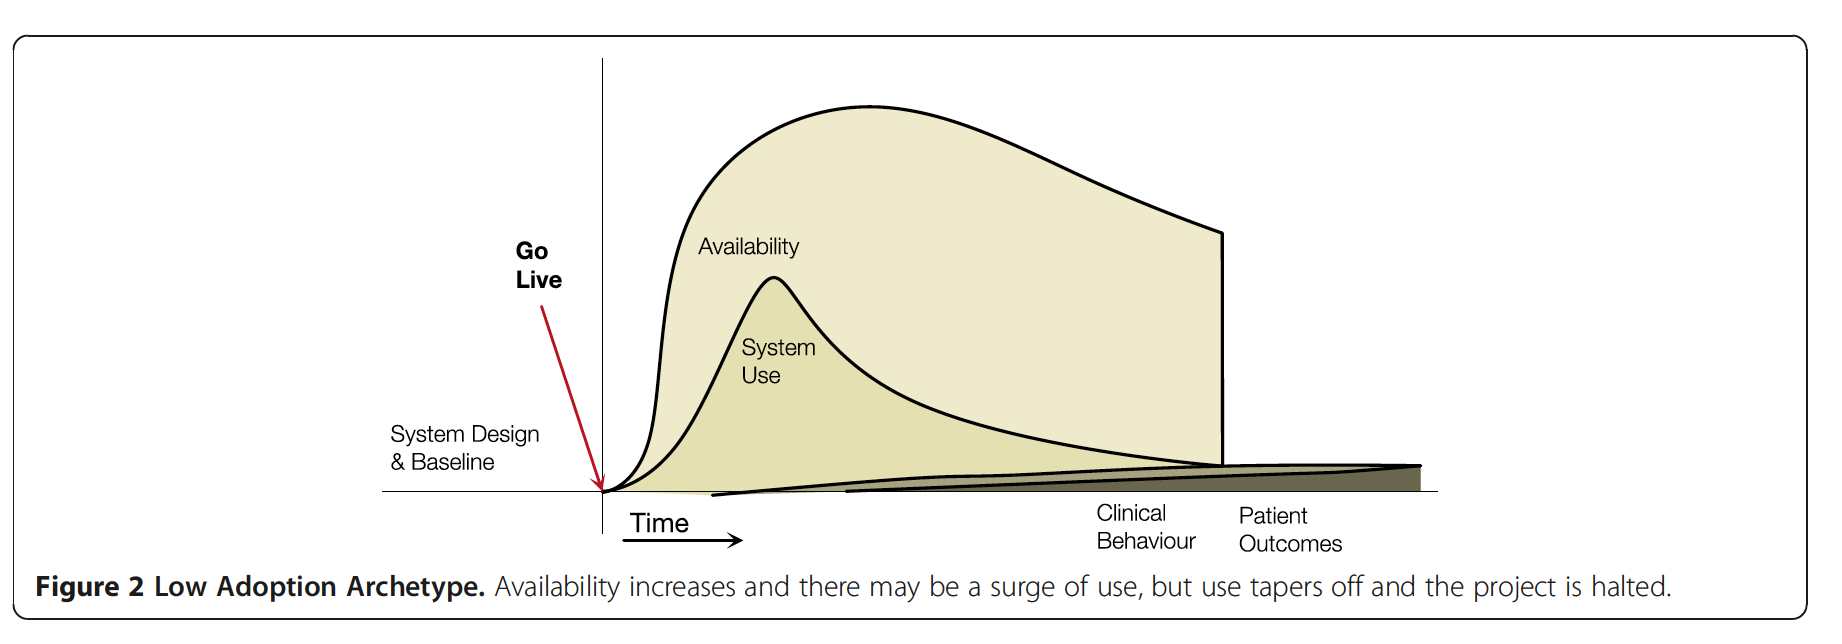 Go
Live
Availability
System
Use
System Design
& Baseline
Time
Clinical
Behaviour
Patient
Outcomes
Figure 2 Low Adoption Archetype. Availability increases and there may be a surge of use, but use tapers off and the project is halted.